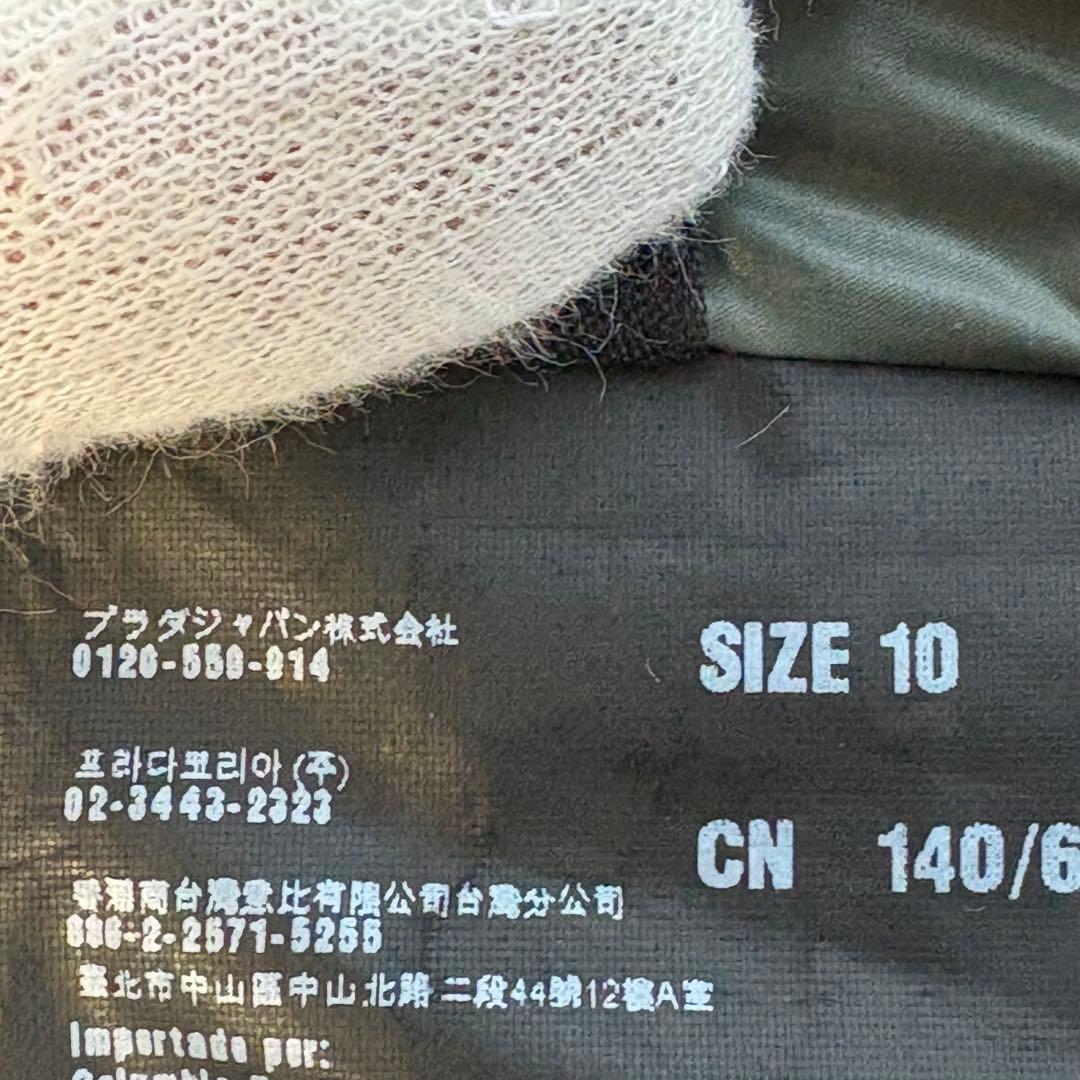 プラダジャパン株式会社
0120-559-914
프라다코리아(주)
02-3443-2323
香港商台灣意比有限公司台灣分公司
886-2-2571-5255
臺北市中山區中山北路二段44號12樓A室
Importado por:
SIZE 10
CN 140/6